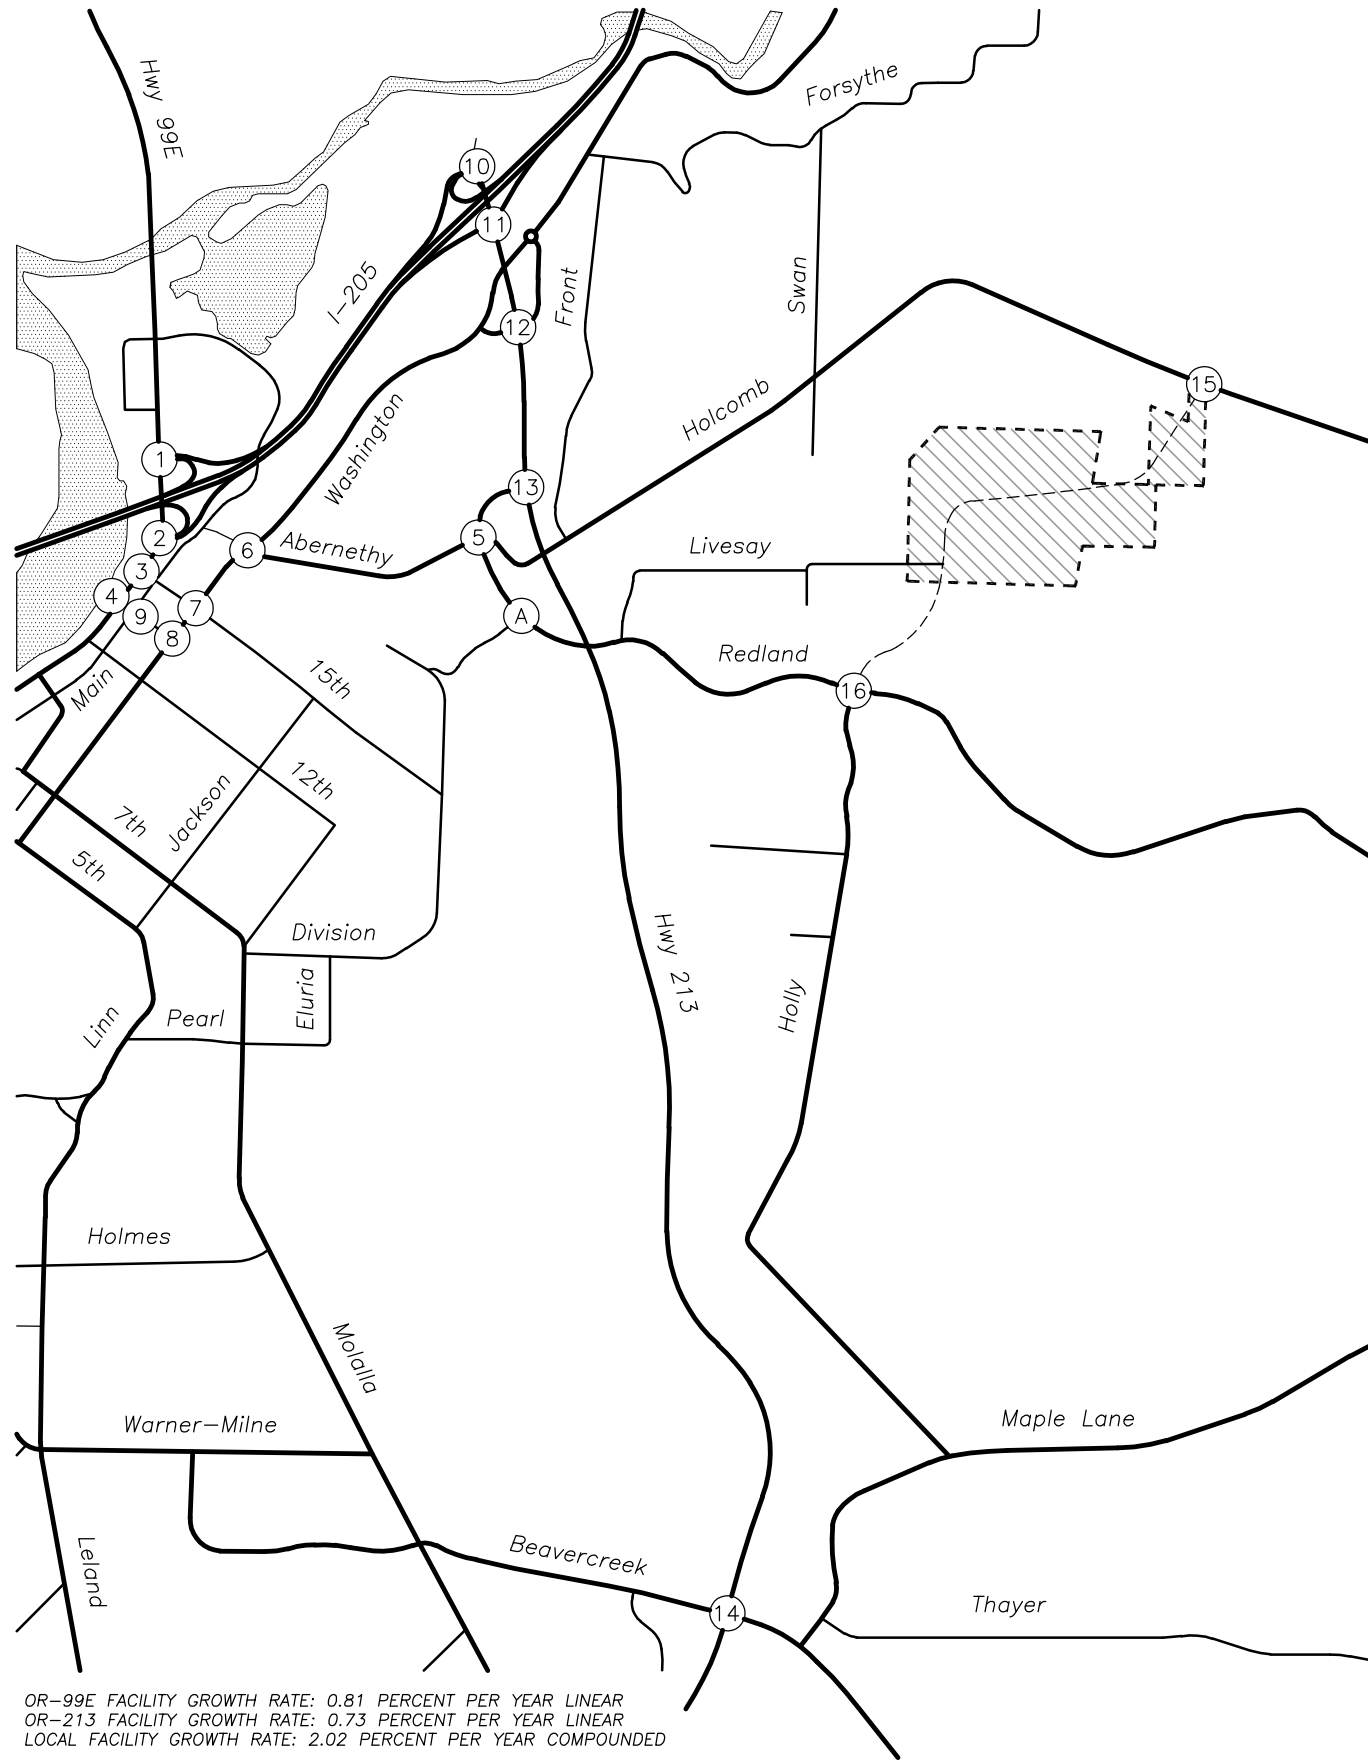 Hwy 99E
Forsythe
10
11
I-205
Front
Swan
12
15
Holcomb
Washington
1
13
2
5
6
Abernethy
Livesay
3
4
9
7
A
8
Redland
15th
Main
16
12th
Jackson
7th
5th
Division
Hwy 213
Eluria
Holly
Linn
Pearl
Holmes
Molalla
Warner-Milne
Maple Lane
Leland
Beavercreek
14
Thayer
OR-99E FACILITY GROWTH RATE: 0.81 PERCENT PER YEAR LINEAR
OR-213 FACILITY GROWTH RATE: 0.73 PERCENT PER YEAR LINEAR
LOCAL FACILITY GROWTH RATE: 2.02 PERCENT PER YEAR COMPOUNDED